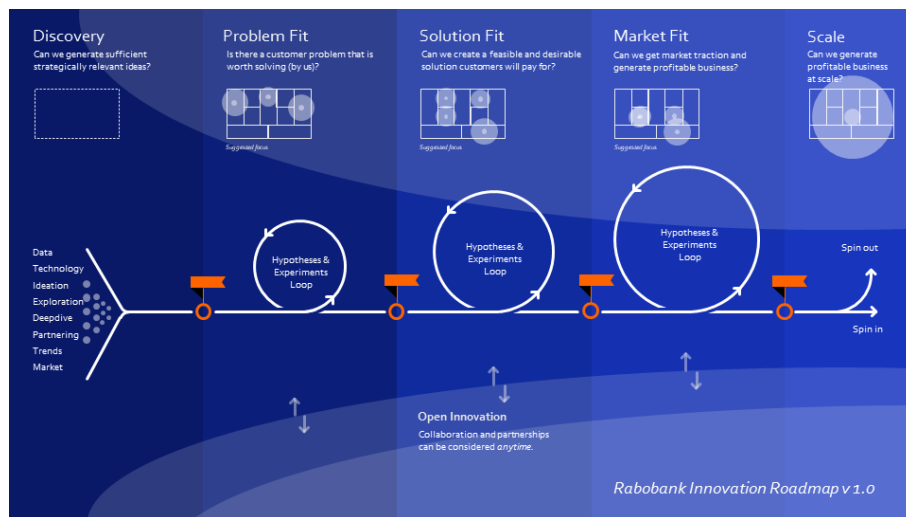 Discovery
Can we generate sufficient
strategically relevant ideas?
Problem Fit
Is there a customer problem that is
worth solving (by us)?
Suggested focus
Solution Fit
Can we create a feasible and desirable
solution customers will pay for?
Suggested focus
Market Fit
Can we get market traction and
generate profitable business?
Suggested focus
Scale
Can we generate
profitable business
at scale?
Data
Technology
Ideation
Exploration
Deepdive
Partnering
Trends
Market
Hypotheses &
Experiments
Loop
Hypotheses &
Experiments
Loop
Hypotheses &
Experiments
Loop
Spin out
Spin in
Open Innovation
Collaboration and partnerships
can be considered anytime.
Rabobank Innovation Roadmap v 1.0